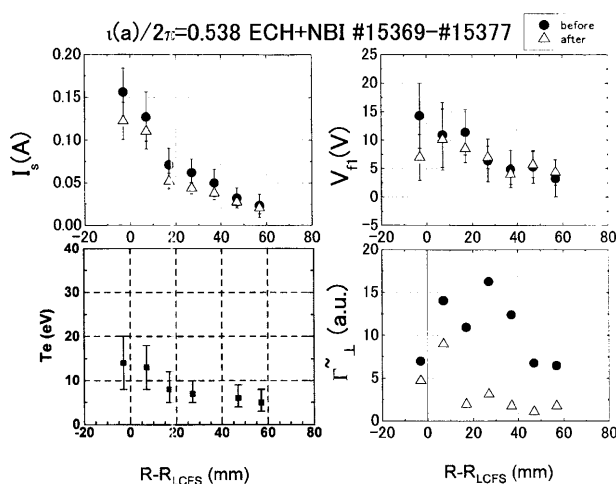 ι(a)/2π=0.538 ECH+NBI #15369-#15377
before
after
I_s(A)
0.20
0.15
0.10
0.05
0.00
-20 0 20 40 60 80
V_f1(V)
25
20
15
10
5
0
-5
-20 0 20 40 60 80
Te (eV)
40
30
20
10
0
-20 0 20 40 60 80
R-R_LCFS (mm)
Γ̃_⊥ (a.u.)
20
15
10
5
0
-20 0 20 40 60 80
R-R_LCFS (mm)